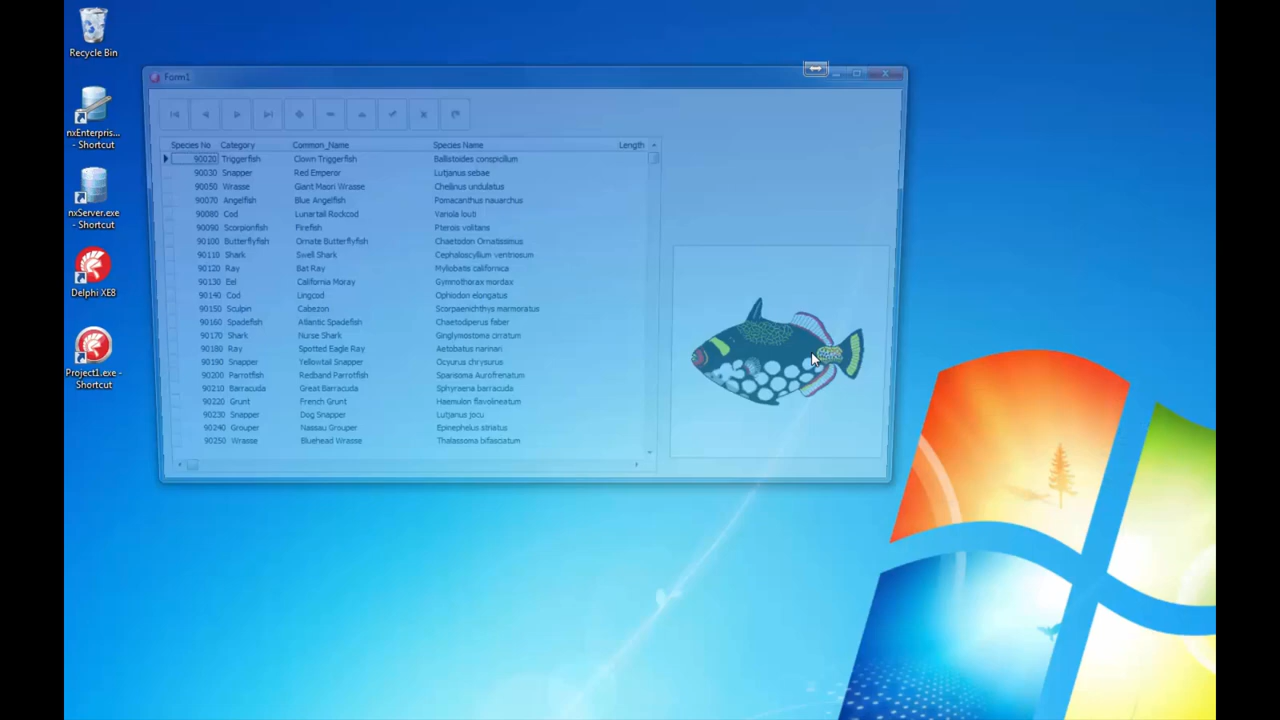 Recycle Bin
nxEnterpris...
- Shortcut
nxServer.exe
- Shortcut
Delphi XE8
Project1.exe -
Shortcut
Form1
Species No Category Common_Name Species Name Length
90020 Triggerfish Clown Triggerfish Ballistoides conspicillum
90030 Snapper Red Emperor Lutjanus sebae
90050 Wrasse Giant Maori Wrasse Cheilinus undulatus
90070 Angelfish Blue Angelfish Pomacanthus nauarchus
90080 Cod Lunartail Rockcod Variola louti
90090 Scorpionfish Firefish Pterois volitans
90100 Butterflyfish Ornate Butterflyfish Chaetodon Ornatissimus
90110 Shark Swell Shark Cephaloscyllium ventriosum
90120 Ray Bat Ray Myliobatis californica
90130 Eel California Moray Gymnothorax mordax
90140 Cod Lingcod Ophiodon elongatus
90150 Sculpin Cabezon Scorpaenichthys marmoratus
90160 Spadefish Atlantic Spadefish Chaetodiperus faber
90170 Shark Nurse Shark Ginglymostoma cirratum
90180 Ray Spotted Eagle Ray Aetobatus narinari
90190 Snapper Yellowtail Snapper Ocyurus chrysurus
90200 Parrotfish Redband Parrotfish Sparisoma Aurofrenatum
90210 Barracuda Great Barracuda Sphyraena barracuda
90220 Grunt French Grunt Haemulon flavolineatum
90230 Snapper Dog Snapper Lutjanus jocu
90240 Grouper Nassau Grouper Epinephelus striatus
90250 Wrasse Bluehead Wrasse Thalassoma bifasciatum